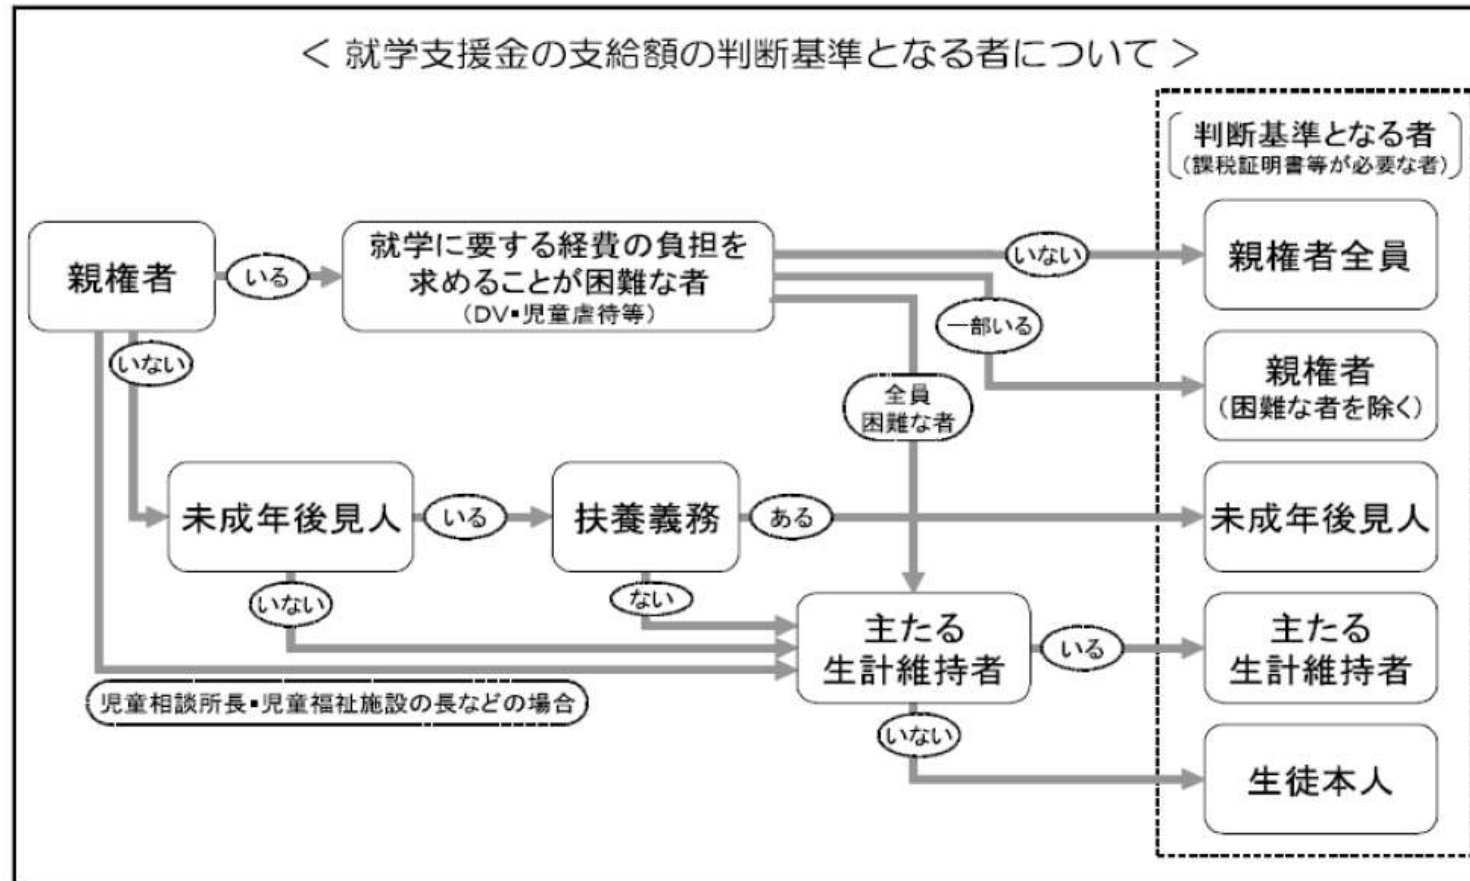 ＜ 就学支援金の支給額の判断基準となる者について ＞
判断基準となる者
（課税証明書等が必要な者）
親権者
いる
就学に要する経費の負担を
求めることが困難な者
（DV・児童虐待等）
いない
親権者全員
一部いる
親権者
（困難な者を除く）
全員
困難な者
いない
未成年後見人
いる
扶養義務
ある
未成年後見人
いない
ない
主たる
生計維持者
いる
主たる
生計維持者
児童相談所長・児童福祉施設の長などの場合
いない
生徒本人